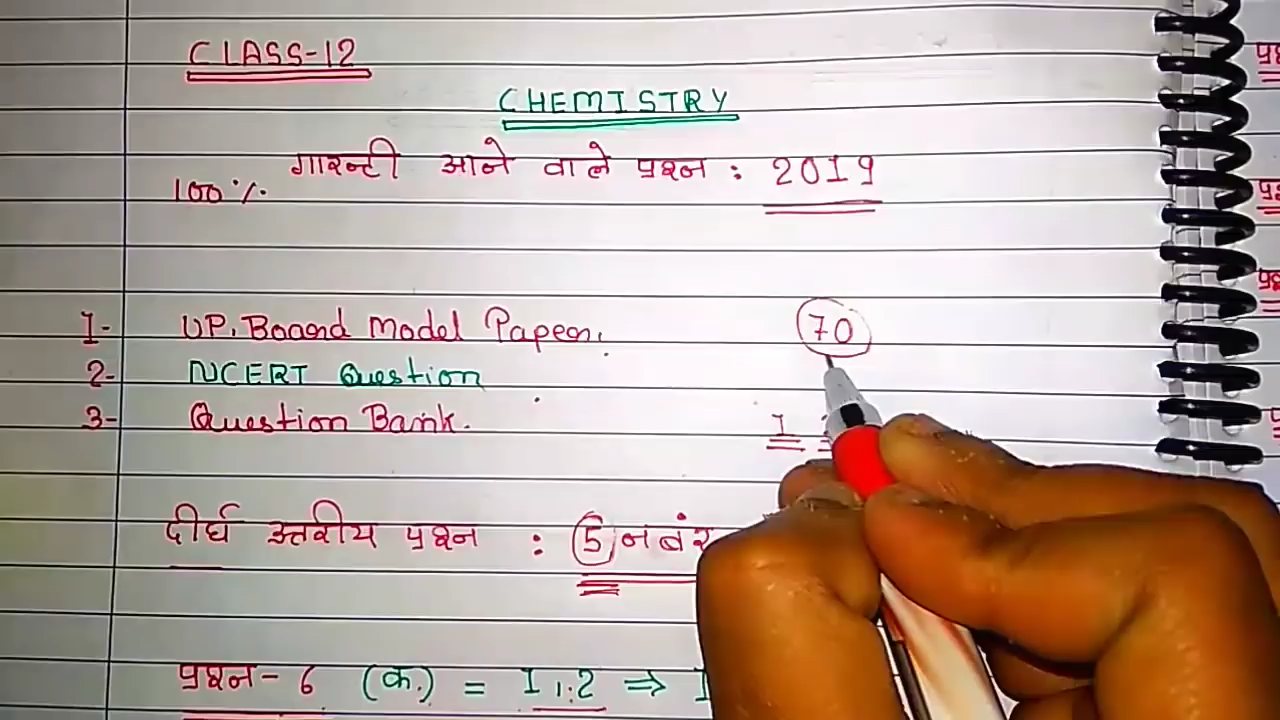 CLASS-12
CHEMISTRY
100% गारन्टी आने वाले प्रश्न : 2019
1- UP. Board Model Paper. 70
2- NCERT Question
3- Question Bank. I
दीर्घ उत्तरीय प्रश्न : 5 नबंर
प्रश्न- 6 (क.) = I,:2 ⇒ I